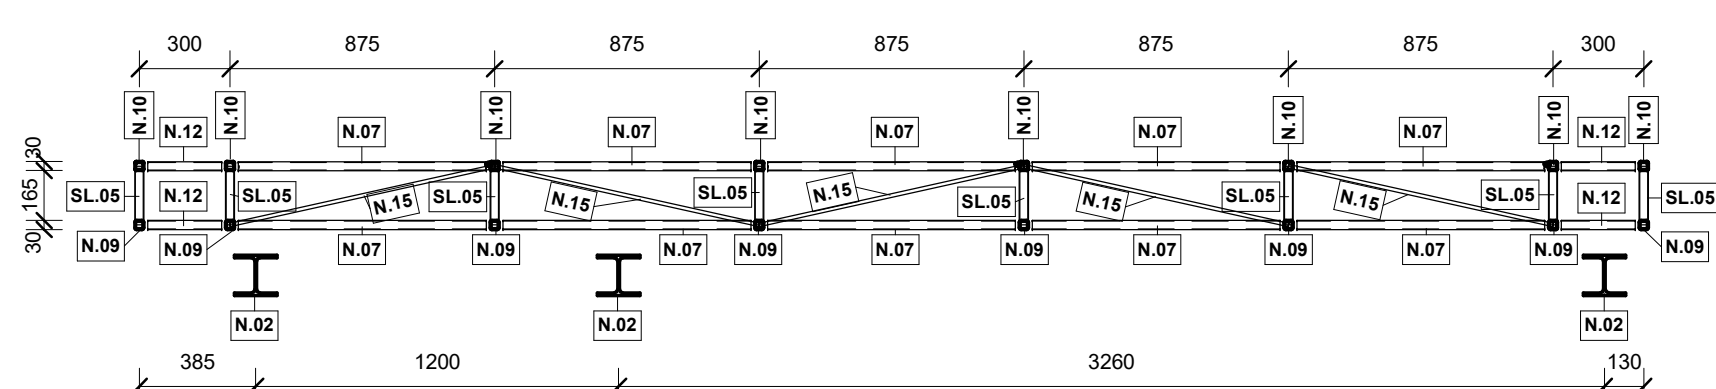 300 875 875 875 875 875 300
N.10 N.10 N.10 N.10 N.10 N.10 N.10 N.10
N.12 N.07 N.07 N.07 N.07 N.07 N.12
30
165
30
SL.05 N.12 SL.05 N.15 SL.05 N.15 SL.05 N.15 SL.05 N.15 SL.05 N.15 SL.05 N.12 SL.05
N.09 N.09 N.07 N.09 N.07 N.09 N.07 N.09 N.07 N.09 N.07 N.09 N.09
N.02 N.02 N.02
385 1200 3260 130